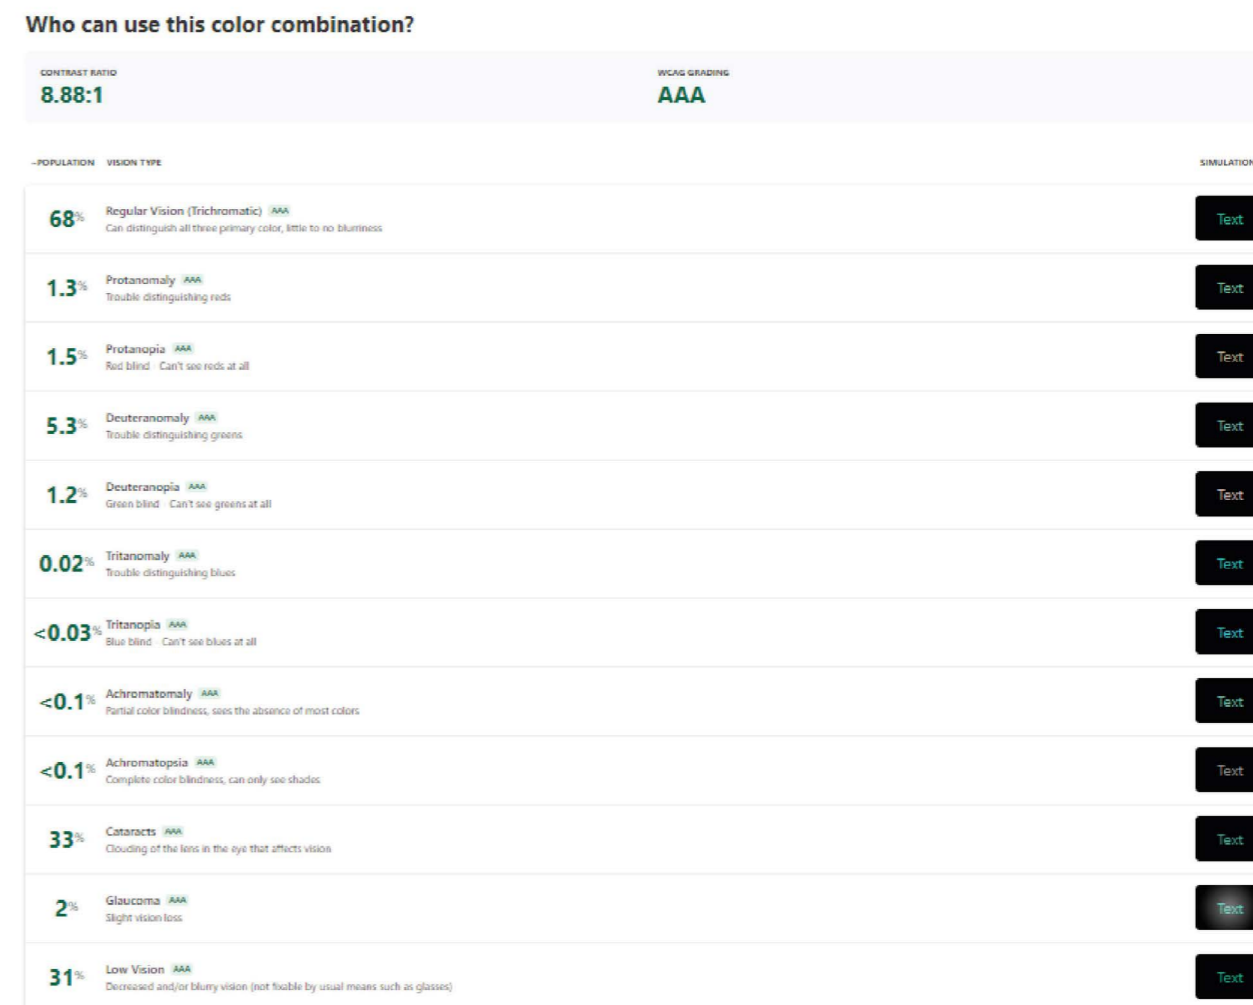 Who can use this color combination?
CONTRAST RATIO
8.88:1
WCAG GRADING
AAA
~POPULATION VISION TYPE SIMULATION
68% Regular Vision (Trichromatic) AAA
Can distinguish all three primary color, little to no blurriness
Text
1.3% Protanomaly AAA
Trouble distinguishing reds
Text
1.5% Protanopia AAA
Red blind - Can't see reds at all
Text
5.3% Deuteranomaly AAA
Trouble distinguishing greens
Text
1.2% Deuteranopia AAA
Green blind - Can't see greens at all
Text
0.02% Tritanomaly AAA
Trouble distinguishing blues
Text
<0.03% Tritanopia AAA
Blue blind - Can't see blues at all
Text
<0.1% Achromatomaly AAA
Partial color blindness, sees the absence of most colors
Text
<0.1% Achromatopsia AAA
Complete color blindness, can only see shades
Text
33% Cataracts AAA
Clouding of the lens in the eye that affects vision
Text
2% Glaucoma AAA
Slight vision loss
Text
31% Low Vision AAA
Decreased and/or blurry vision (not fixable by usual means such as glasses)
Text